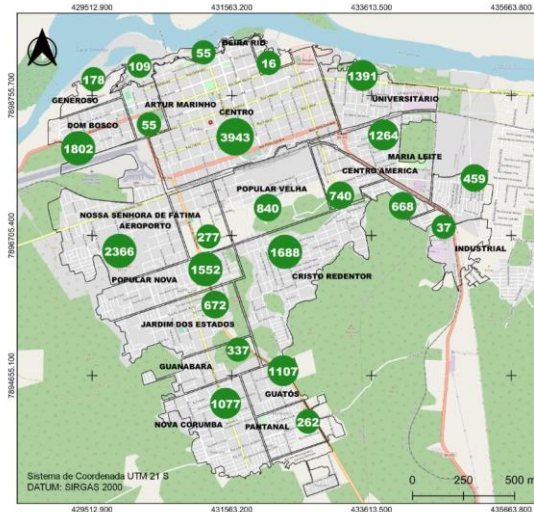 429512.900 431563.200 433613.500 435663.800
7898755.700
7896705.400
7894655.100
BEIRA RIO
55
109
16
178
1391
GENEROSO
ARTUR MARINHO
UNIVERSITÁRIO
DOM BOSCO
CENTRO
55
1264
3943
1802
MARIA LEITE
CENTRO AMERICA
459
POPULAR VELHA
740
668
840
NOSSA SENHORA DE FÁTIMA
AEROPORTO
37
277
2366
1688
INDUSTRIAL
1552
CRISTO REDENTOR
POPULAR NOVA
672
JARDIM DOS ESTADOS
337
GUANABARA
1107
GUATÓS
1077
NOVA CORUMBA
PANTANAL
262
Sistema de Coordenada UTM 21 S
DATUM: SIRGAS 2000
0 250 500 m
429512.900 431563.200 433613.500 435663.800